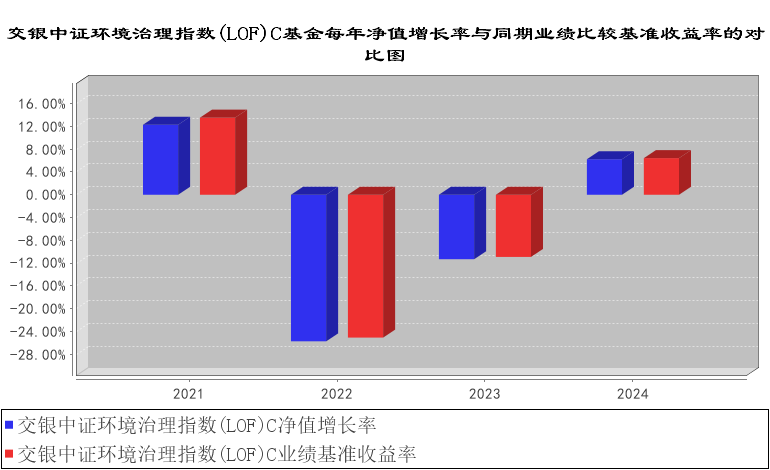 交银中证环境治理指数(LOF)C基金每年净值增长率与同期业绩比较基准收益率的对
比图
16.00%
12.00%
8.00%
4.00%
0.00%
-4.00%
-8.00%
-12.00%
-16.00%
-20.00%
-24.00%
-28.00%
2021 2022 2023 2024
交银中证环境治理指数(LOF)C净值增长率
交银中证环境治理指数(LOF)C业绩基准收益率